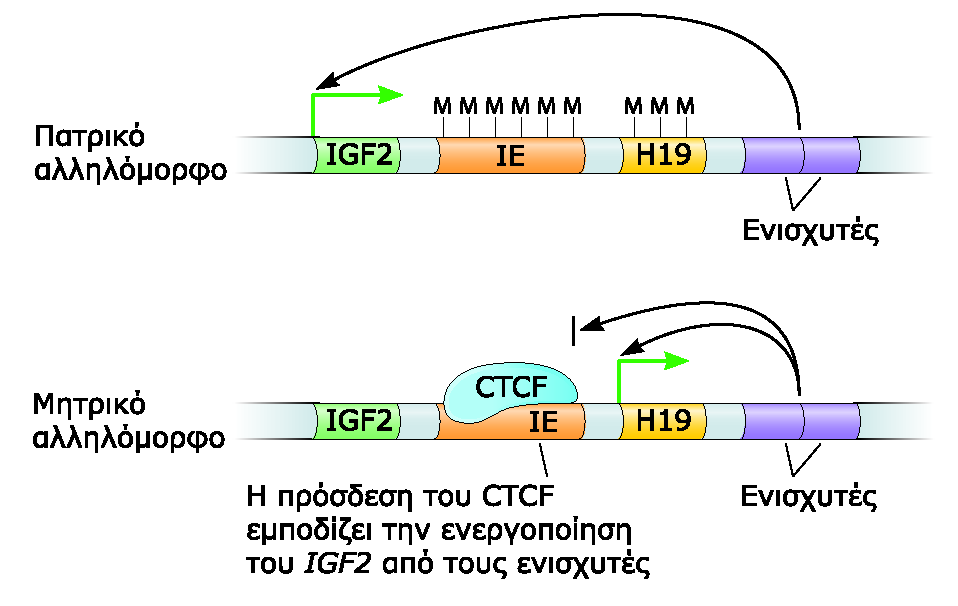 M M M M M M M M M
Πατρικό
αλληλόμορφο
IGF2 IE H19
Ενισχυτές
Μητρικό
αλληλόμορφο
CTCF
IGF2 IE H19
Η πρόσδεση του CTCF
εμποδίζει την ενεργοποίηση
του IGF2 από τους ενισχυτές
Ενισχυτές